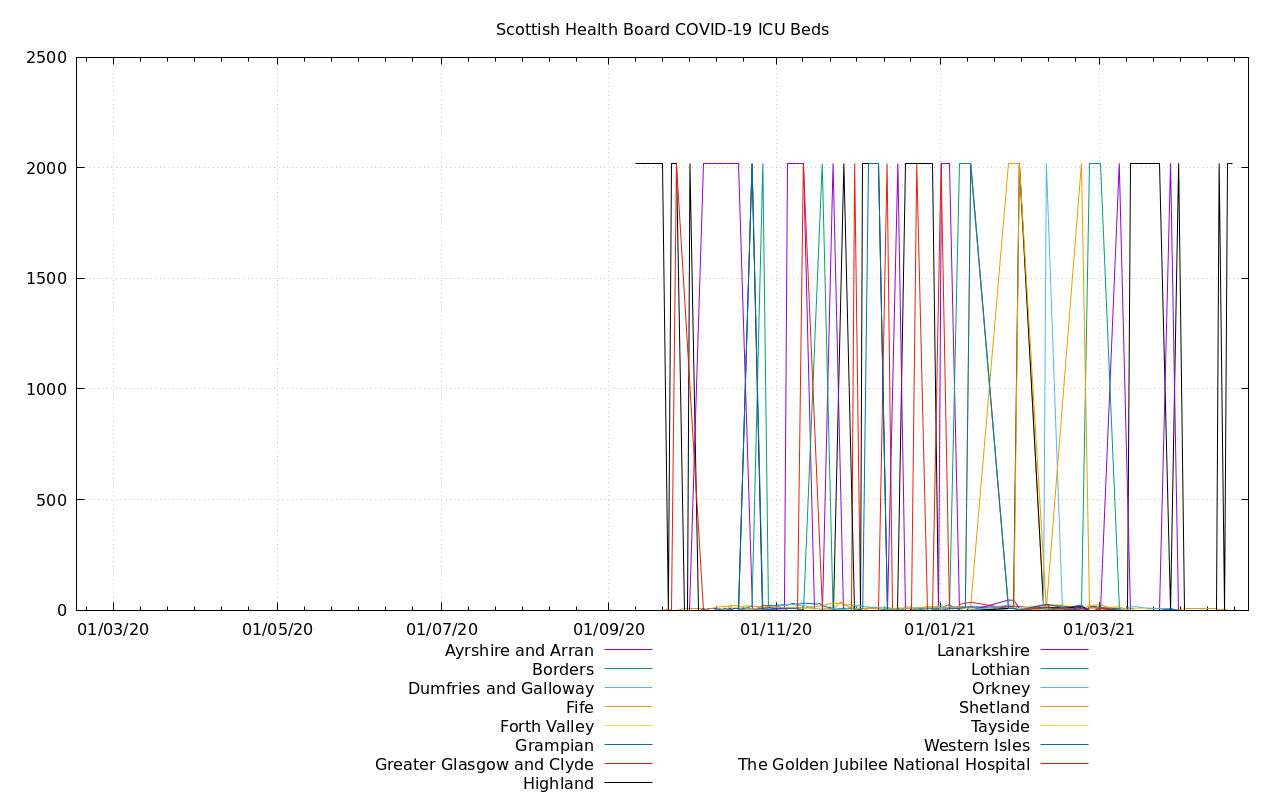 Scottish Health Board COVID-19 ICU Beds
2500
2000
1500
1000
500
0
01/03/20 01/05/20 01/07/20 01/09/20 01/11/20 01/01/21 01/03/21
Ayrshire and Arran
Borders
Dumfries and Galloway
Fife
Forth Valley
Grampian
Greater Glasgow and Clyde
Highland
Lanarkshire
Lothian
Orkney
Shetland
Tayside
Western Isles
The Golden Jubilee National Hospital